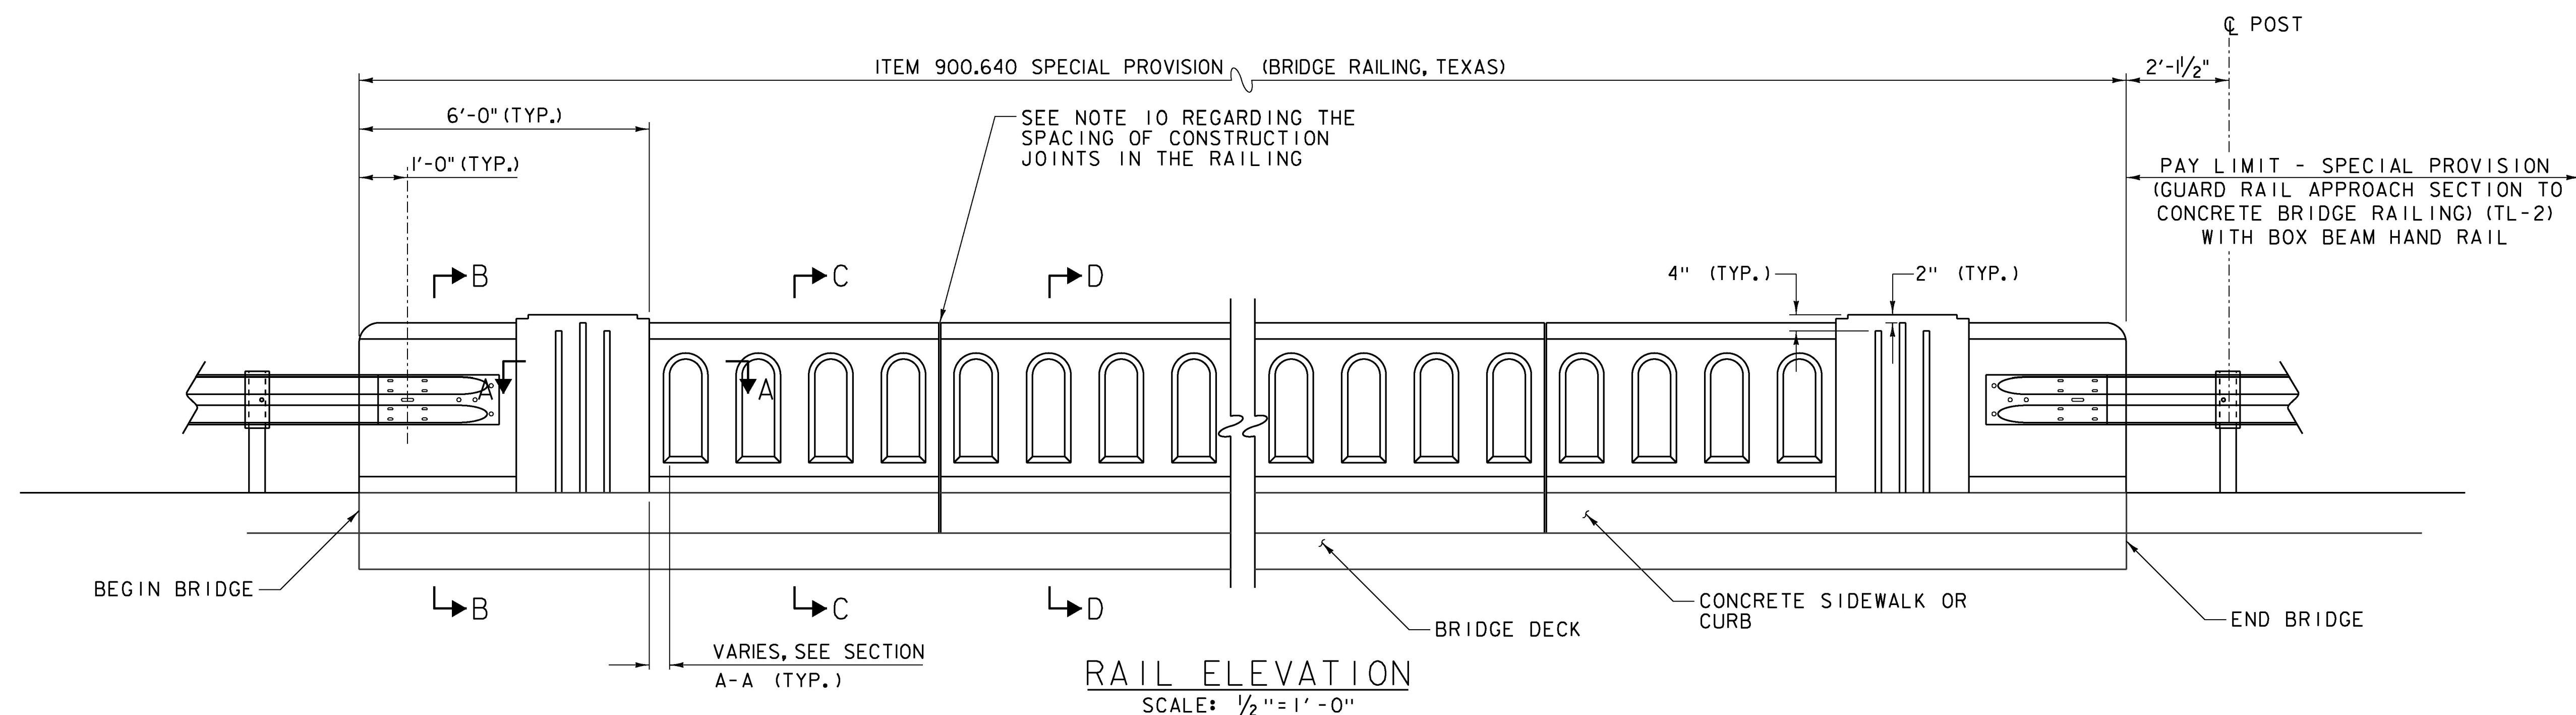 ℄ POST
ITEM 900.640 SPECIAL PROVISION (BRIDGE RAILING, TEXAS)
2'-1½"
6'-0" (TYP.)
SEE NOTE 10 REGARDING THE
SPACING OF CONSTRUCTION
JOINTS IN THE RAILING
1'-0" (TYP.)
PAY LIMIT - SPECIAL PROVISION
(GUARD RAIL APPROACH SECTION TO
CONCRETE BRIDGE RAILING) (TL-2)
WITH BOX BEAM HAND RAIL
B
C
D
4" (TYP.)
2" (TYP.)
A
A
BEGIN BRIDGE
B
C
D
CONCRETE SIDEWALK OR
CURB
BRIDGE DECK
END BRIDGE
VARIES, SEE SECTION
A-A (TYP.)
RAIL ELEVATION
SCALE: ½"=1'-0"